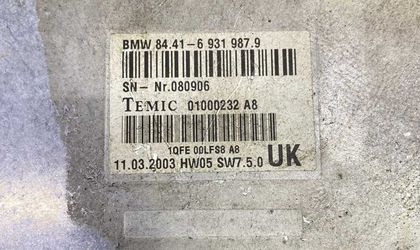 BMW 84.41-6 931 987.9
SN- Nr.080906
TEMIC 01000232 A8
1QFE 00LFS8 A8
11.03.2003 HW05 SW7.5.0 UK